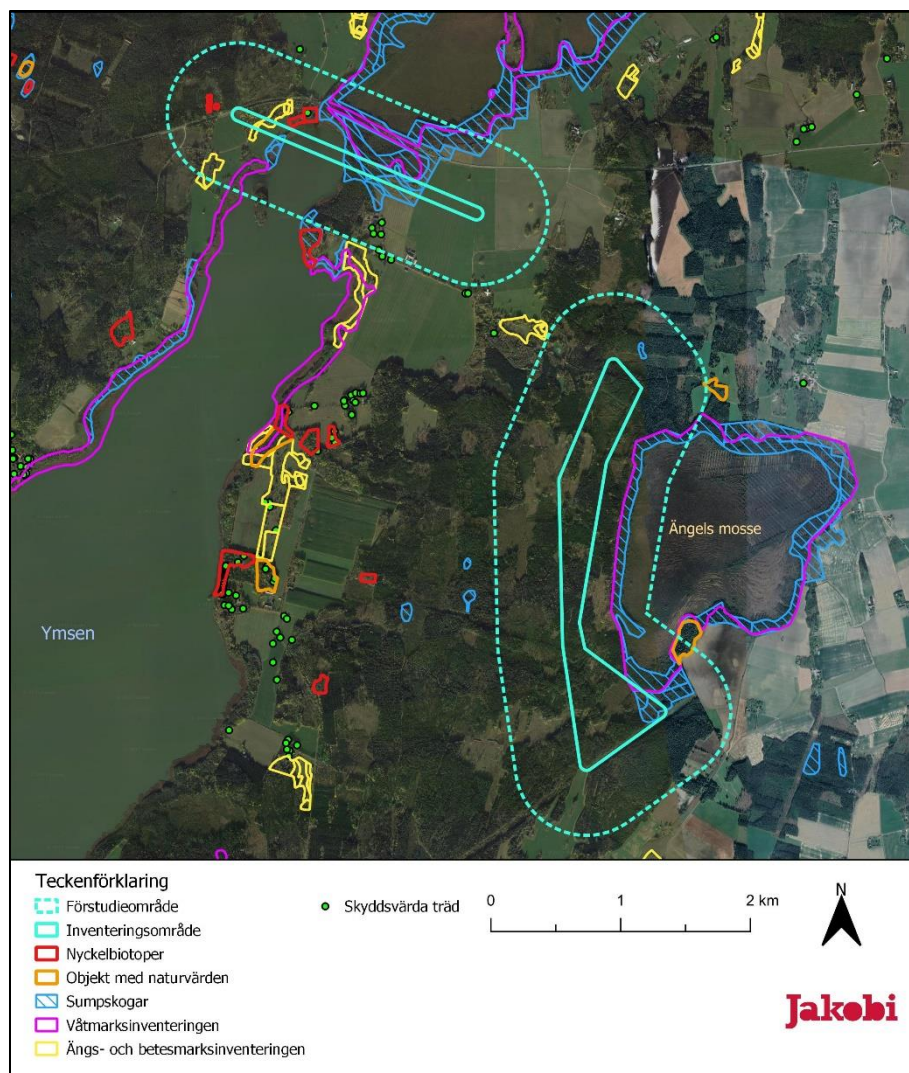 Ängels mosse
Ymsen
Teckenförklaring
Förstudieområde
Inventeringsområde
Nyckelbiotoper
Objekt med naturvärden
Sumpskogar
Våtmarksinventeringen
Ängs- och betesmarksinventeringen
Skyddsvärda träd
0 1 2 km
N
Jakobi